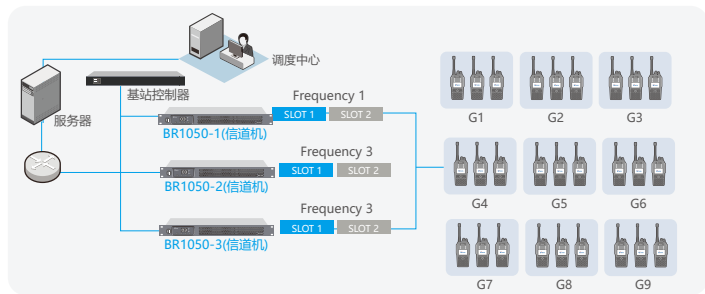 调度中心
基站控制器
服务器
Frequency 1
SLOT 1 SLOT 2
BR1050-1(信道机)
Frequency 3
SLOT 1 SLOT 2
BR1050-2(信道机)
Frequency 3
SLOT 1 SLOT 2
BR1050-3(信道机)
G1 G2 G3
G4 G5 G6
G7 G8 G9